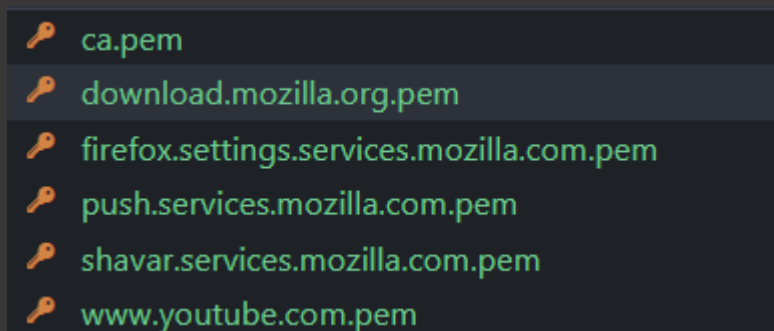 ca.pem
download.mozilla.org.pem
firefox.settings.services.mozilla.com.pem
push.services.mozilla.com.pem
shavar.services.mozilla.com.pem
www.youtube.com.pem